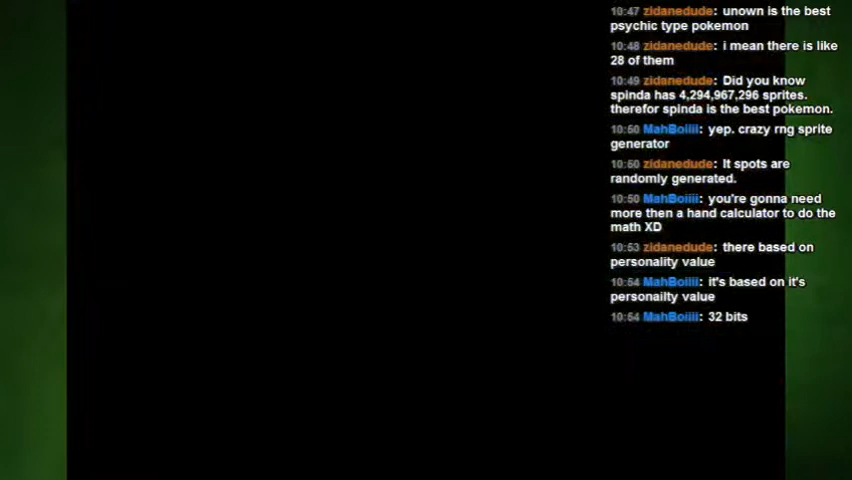 10:47 zidanedude: unown is the best
psychic type pokemon
10:48 zidanedude: i mean there is like
28 of them
10:49 zidanedude: Did you know
spinda has 4,294,967,296 sprites.
therefor spinda is the best pokemon.
10:50 MahBoiiii: yep. crazy rng sprite
generator
10:50 zidanedude: It spots are
randomly generated.
10:50 MahBoiiii: you're gonna need
more then a hand calculator to do the
math XD
10:53 zidanedude: there based on
personality value
10:54 MahBoiiii: it's based on it's
personailty value
10:54 MahBoiiii: 32 bits